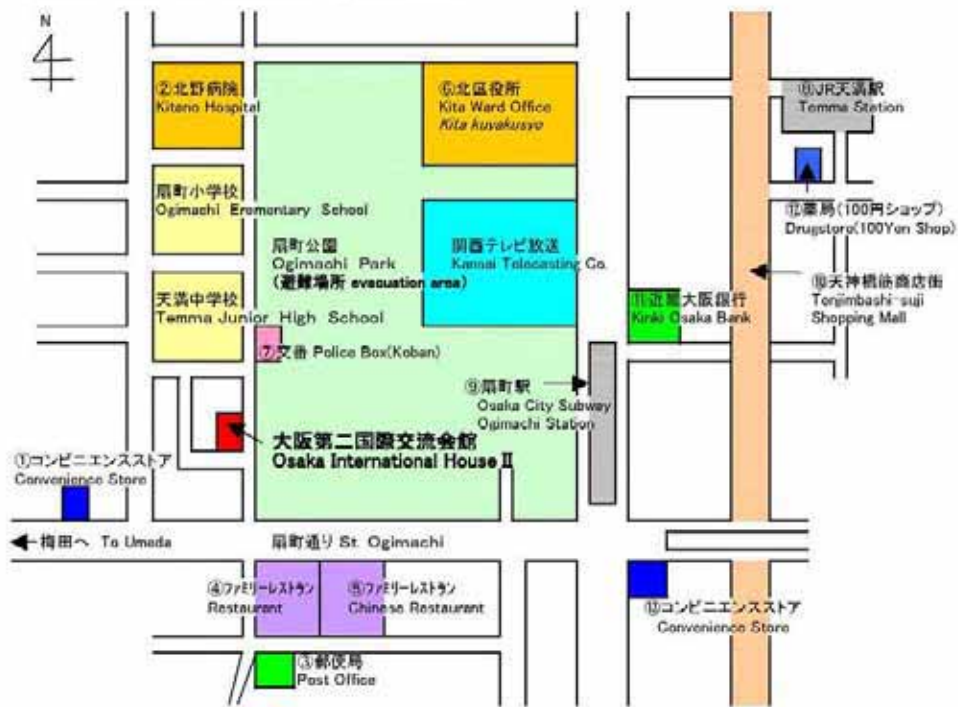 N
②北野病院
Kitano Hospital
⑥北区役所
Kita Ward Office
Kita kuyakusyo
⑧JR天満駅
Temma Station
扇町小学校
Ogimachi Erementary School
⑫薬局(100円ショップ)
Drugstore(100Yen Shop)
扇町公園
Ogimachi Park
(避難場所 evacuation area)
関西テレビ放送
Kansai Telecasting Co.
⑩天神橋筋商店街
Tenjimbashi-suji
Shopping Mall
天満中学校
Temma Junior High School
⑪近畿大阪銀行
Kinki Osaka Bank
⑦交番 Police Box(Koban)
⑨扇町駅
Osaka City Subway
Ogimachi Station
大阪第二国際交流会館
Osaka International House Ⅱ
①コンビニエンスストア
Convenience Store
梅田へ To Umeda
扇町通り St. Ogimachi
④ファミリーレストラン
Restaurant
⑤ファミリーレストラン
Chinese Restaurant
⑬コンビニエンスストア
Convenience Store
③郵便局
Post Office